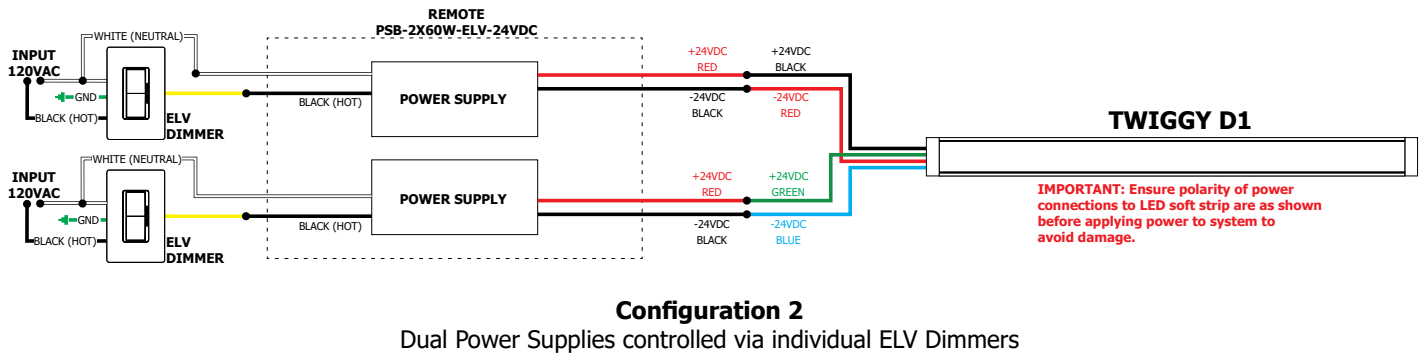 REMOTE
PSB-2X60W-ELV-24VDC
WHITE (NEUTRAL)
INPUT
120VAC
GND
BLACK (HOT)
ELV
DIMMER
BLACK (HOT)
POWER SUPPLY
+24VDC
RED
+24VDC
BLACK
-24VDC
BLACK
-24VDC
RED
TWIGGY D1
WHITE (NEUTRAL)
INPUT
120VAC
GND
BLACK (HOT)
ELV
DIMMER
BLACK (HOT)
POWER SUPPLY
+24VDC
RED
+24VDC
GREEN
-24VDC
BLACK
-24VDC
BLUE
IMPORTANT: Ensure polarity of power
connections to LED soft strip are as shown
before applying power to system to
avoid damage.
Configuration 2
Dual Power Supplies controlled via individual ELV Dimmers